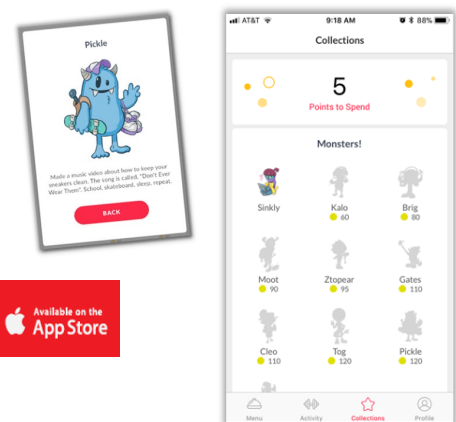 Pickle
Made a music video about how to keep your
sneakers clean. The song is called, "Don't Ever
Wear Them". School, skateboard, sleep, repeat.
BACK
Available on the
App Store
AT&T 9:18 AM 88%
Collections
5
Points to Spend
Monsters!
Sinkly Kalo Brig
60 80
Moot Ztopear Gates
90 95 110
Cleo Tog Pickle
110 120 120
Menu Activity Collections Profile